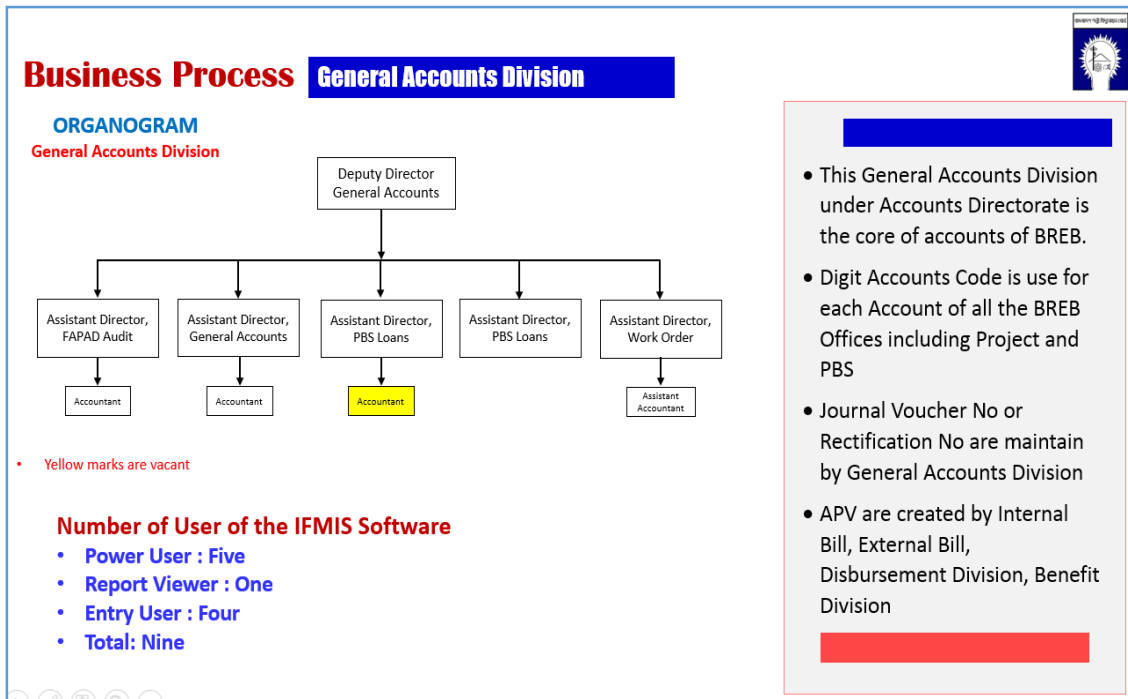 Business Process
General Accounts Division
ORGANOGRAM
General Accounts Division
Deputy Director
General Accounts
Assistant Director,
FAPAD Audit
Assistant Director,
General Accounts
Assistant Director,
PBS Loans
Assistant Director,
PBS Loans
Assistant Director,
Work Order
Accountant
Accountant
Accountant
Assistant
Accountant
• Yellow marks are vacant
Number of User of the IFMIS Software
• Power User : Five
• Report Viewer : One
• Entry User : Four
• Total: Nine
• This General Accounts Division
under Accounts Directorate is
the core of accounts of BREB.
• Digit Accounts Code is use for
each Account of all the BREB
Offices including Project and
PBS
• Journal Voucher No or
Rectification No are maintain
by General Accounts Division
• APV are created by Internal
Bill, External Bill,
Disbursement Division, Benefit
Division